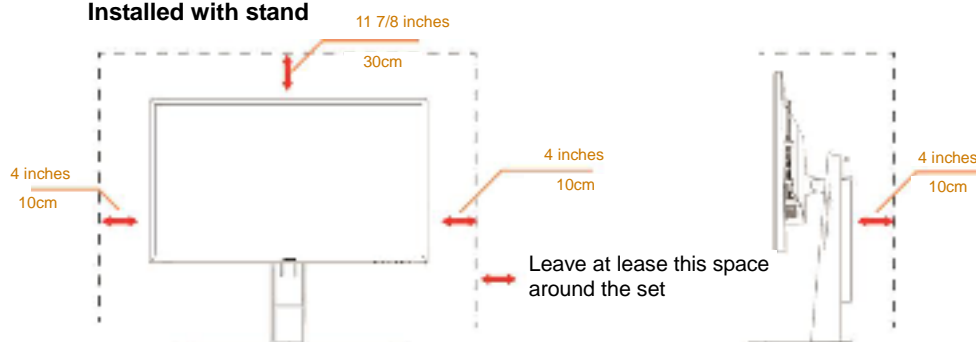 Installed with stand
11 7/8 inches
30cm
4 inches
10cm
4 inches
10cm
4 inches
10cm
Leave at lease this space
around the set